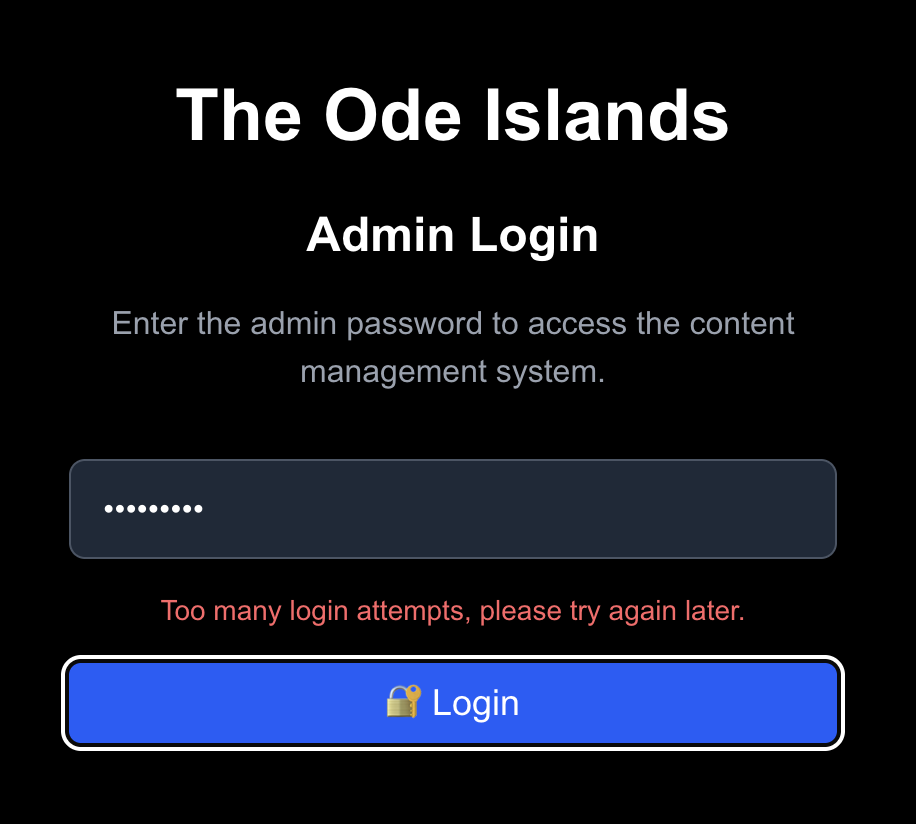 The Ode Islands
Admin Login
Enter the admin password to access the content
management system.
•••••••••
Too many login attempts, please try again later.
🔐 Login